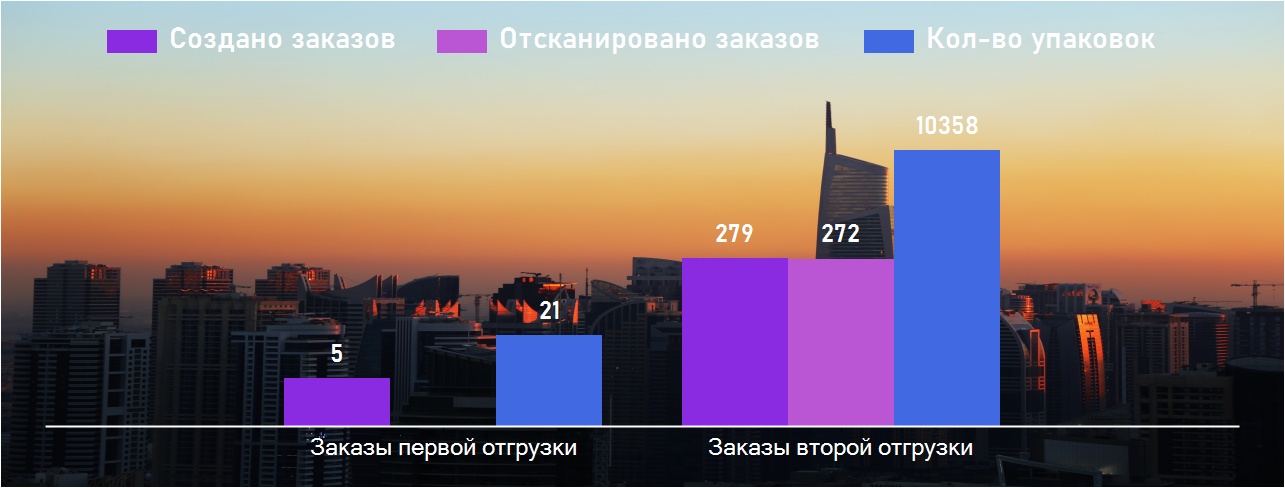 Создано заказов Отсканировано заказов Кол-во упаковок
10358
279 272
21
5
Заказы первой отгрузки Заказы второй отгрузки